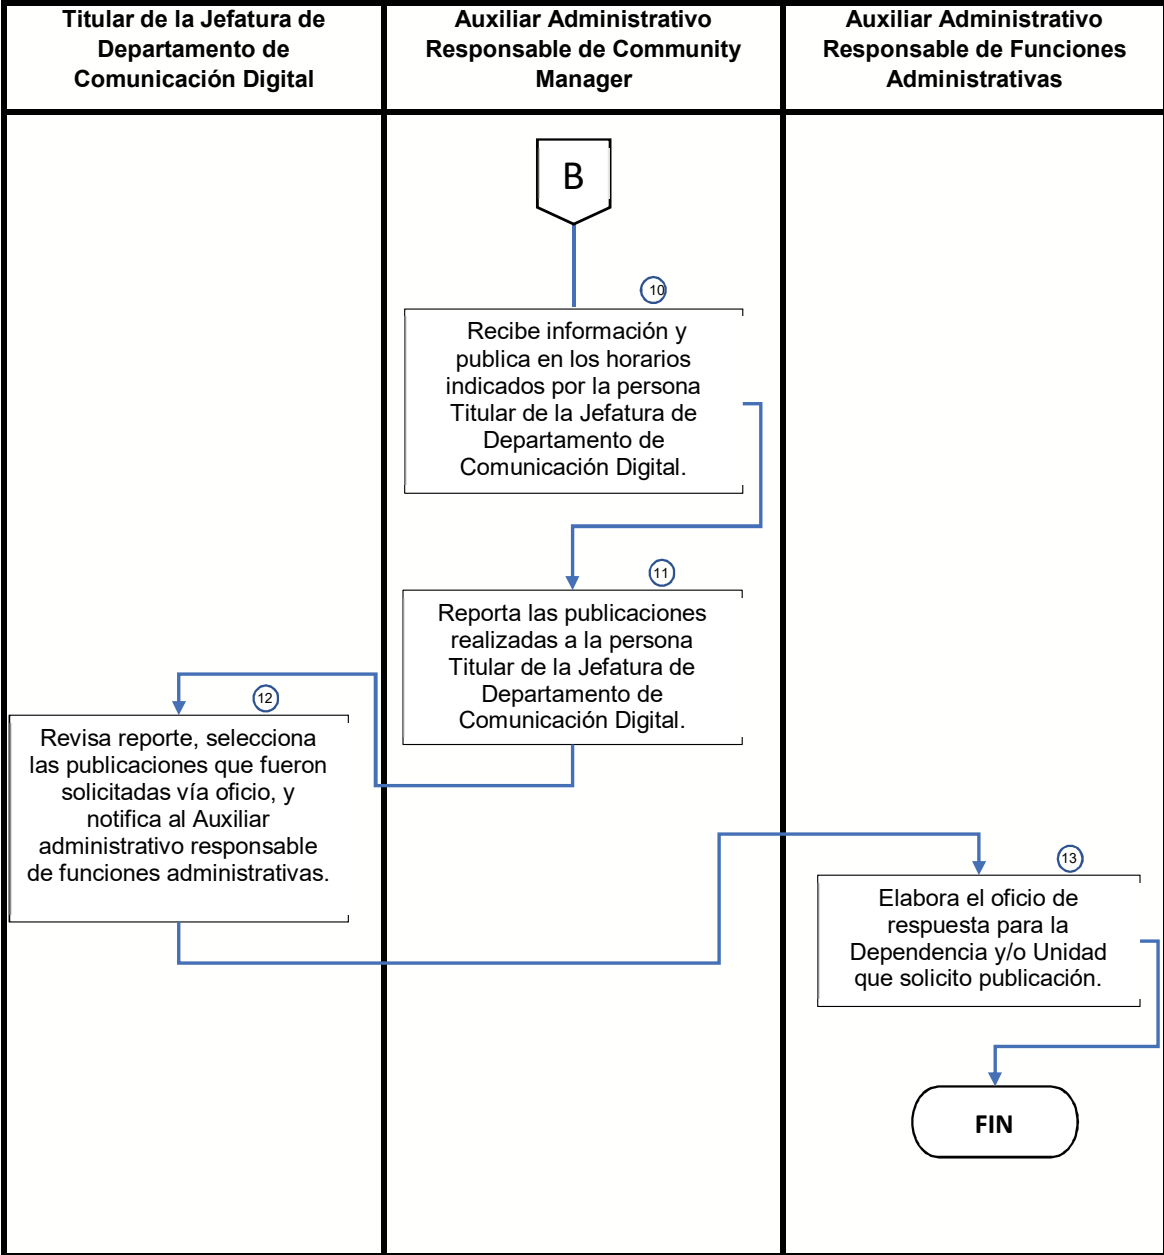 Titular de la Jefatura de
Departamento de
Comunicación Digital
Auxiliar Administrativo
Responsable de Community
Manager
Auxiliar Administrativo
Responsable de Funciones
Administrativas
B
10
Recibe información y
publica en los horarios
indicados por la persona
Titular de la Jefatura de
Departamento de
Comunicación Digital.
11
Reporta las publicaciones
realizadas a la persona
Titular de la Jefatura de
Departamento de
Comunicación Digital.
12
Revisa reporte, selecciona
las publicaciones que fueron
solicitadas vía oficio, y
notifica al Auxiliar
administrativo responsable
de funciones administrativas.
13
Elabora el oficio de
respuesta para la
Dependencia y/o Unidad
que solicito publicación.
FIN